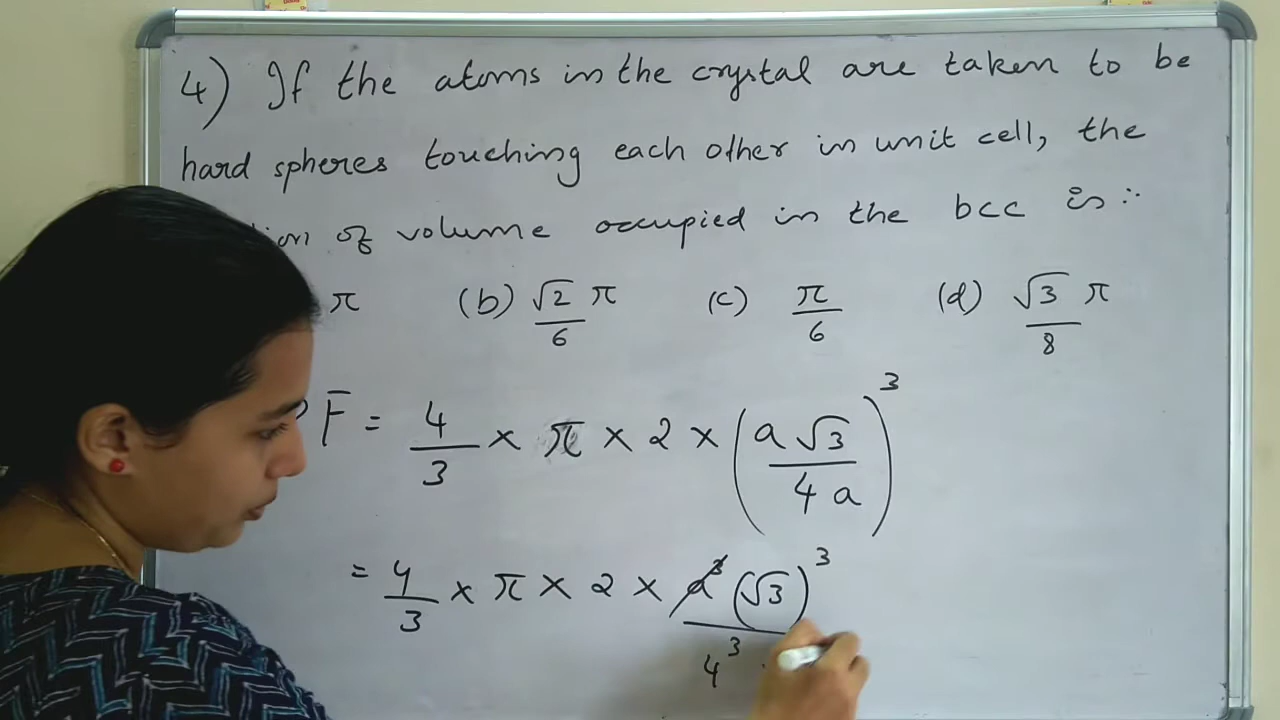 4) If the atoms in the crystal are taken to be
hard spheres touching each other in unit cell, the
of volume occupied in the bcc is :-
π (b) √2 π / 6 (c) π / 6 (d) √3 π / 8
F = 4/3 × π × 2 × (a √3 / 4 a)³
= 4/3 × π × 2 × a³ (√3)³ / 4³